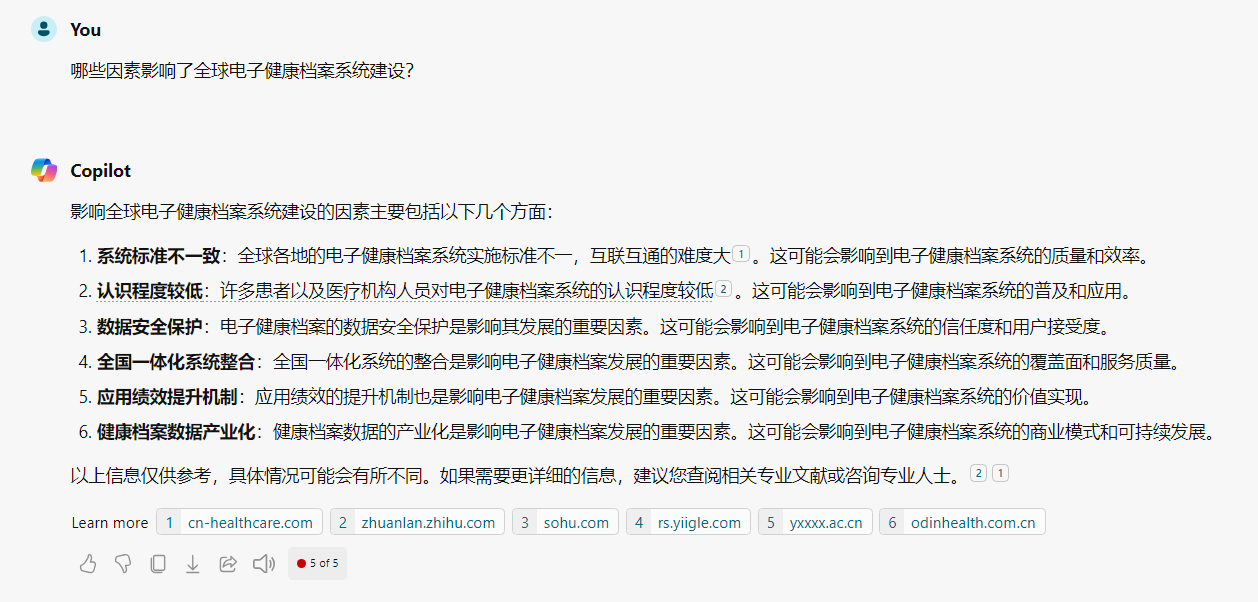 You
哪些因素影响了全球电子健康档案系统建设？
Copilot
影响全球电子健康档案系统建设的因素主要包括以下几个方面：
1. 系统标准不一致：全球各地的电子健康档案系统实施标准不一，互联互通的难度大1。这可能会影响到电子健康档案系统的质量和效率。
2. 认识程度较低：许多患者以及医疗机构人员对电子健康档案系统的认识程度较低2。这可能会影响到电子健康档案系统的普及和应用。
3. 数据安全保护：电子健康档案的数据安全保护是影响其发展的重要因素。这可能会影响到电子健康档案系统的信任度和用户接受度。
4. 全国一体化系统整合：全国一体化系统的整合是影响电子健康档案发展的重要因素。这可能会影响到电子健康档案系统的覆盖面和服务质量。
5. 应用绩效提升机制：应用绩效的提升机制也是影响电子健康档案发展的重要因素。这可能会影响到电子健康档案系统的价值实现。
6. 健康档案数据产业化：健康档案数据的产业化是影响电子健康档案发展的重要因素。这可能会影响到电子健康档案系统的商业模式和可持续发展。
以上信息仅供参考，具体情况可能会有所不同。如果需要更详细的信息，建议您查阅相关专业文献或咨询专业人士。 2 1
Learn more 1 cn-healthcare.com 2 zhuanlan.zhihu.com 3 sohu.com 4 rs.yiigle.com 5 yxxxx.ac.cn 6 odinhealth.com.cn
5 of 5